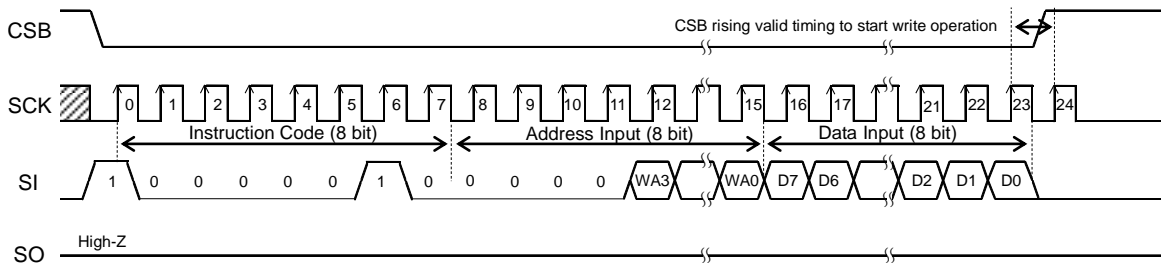 CSB
CSB rising valid timing to start write operation
SCK
0 1 2 3 4 5 6 7 8 9 10 11 12 15 16 17 21 22 23 24
Instruction Code (8 bit) Address Input (8 bit) Data Input (8 bit)
SI
1 0 0 0 0 0 1 0 0 0 0 0 WA3 WA0 D7 D6 D2 D1 D0
High-Z
SO